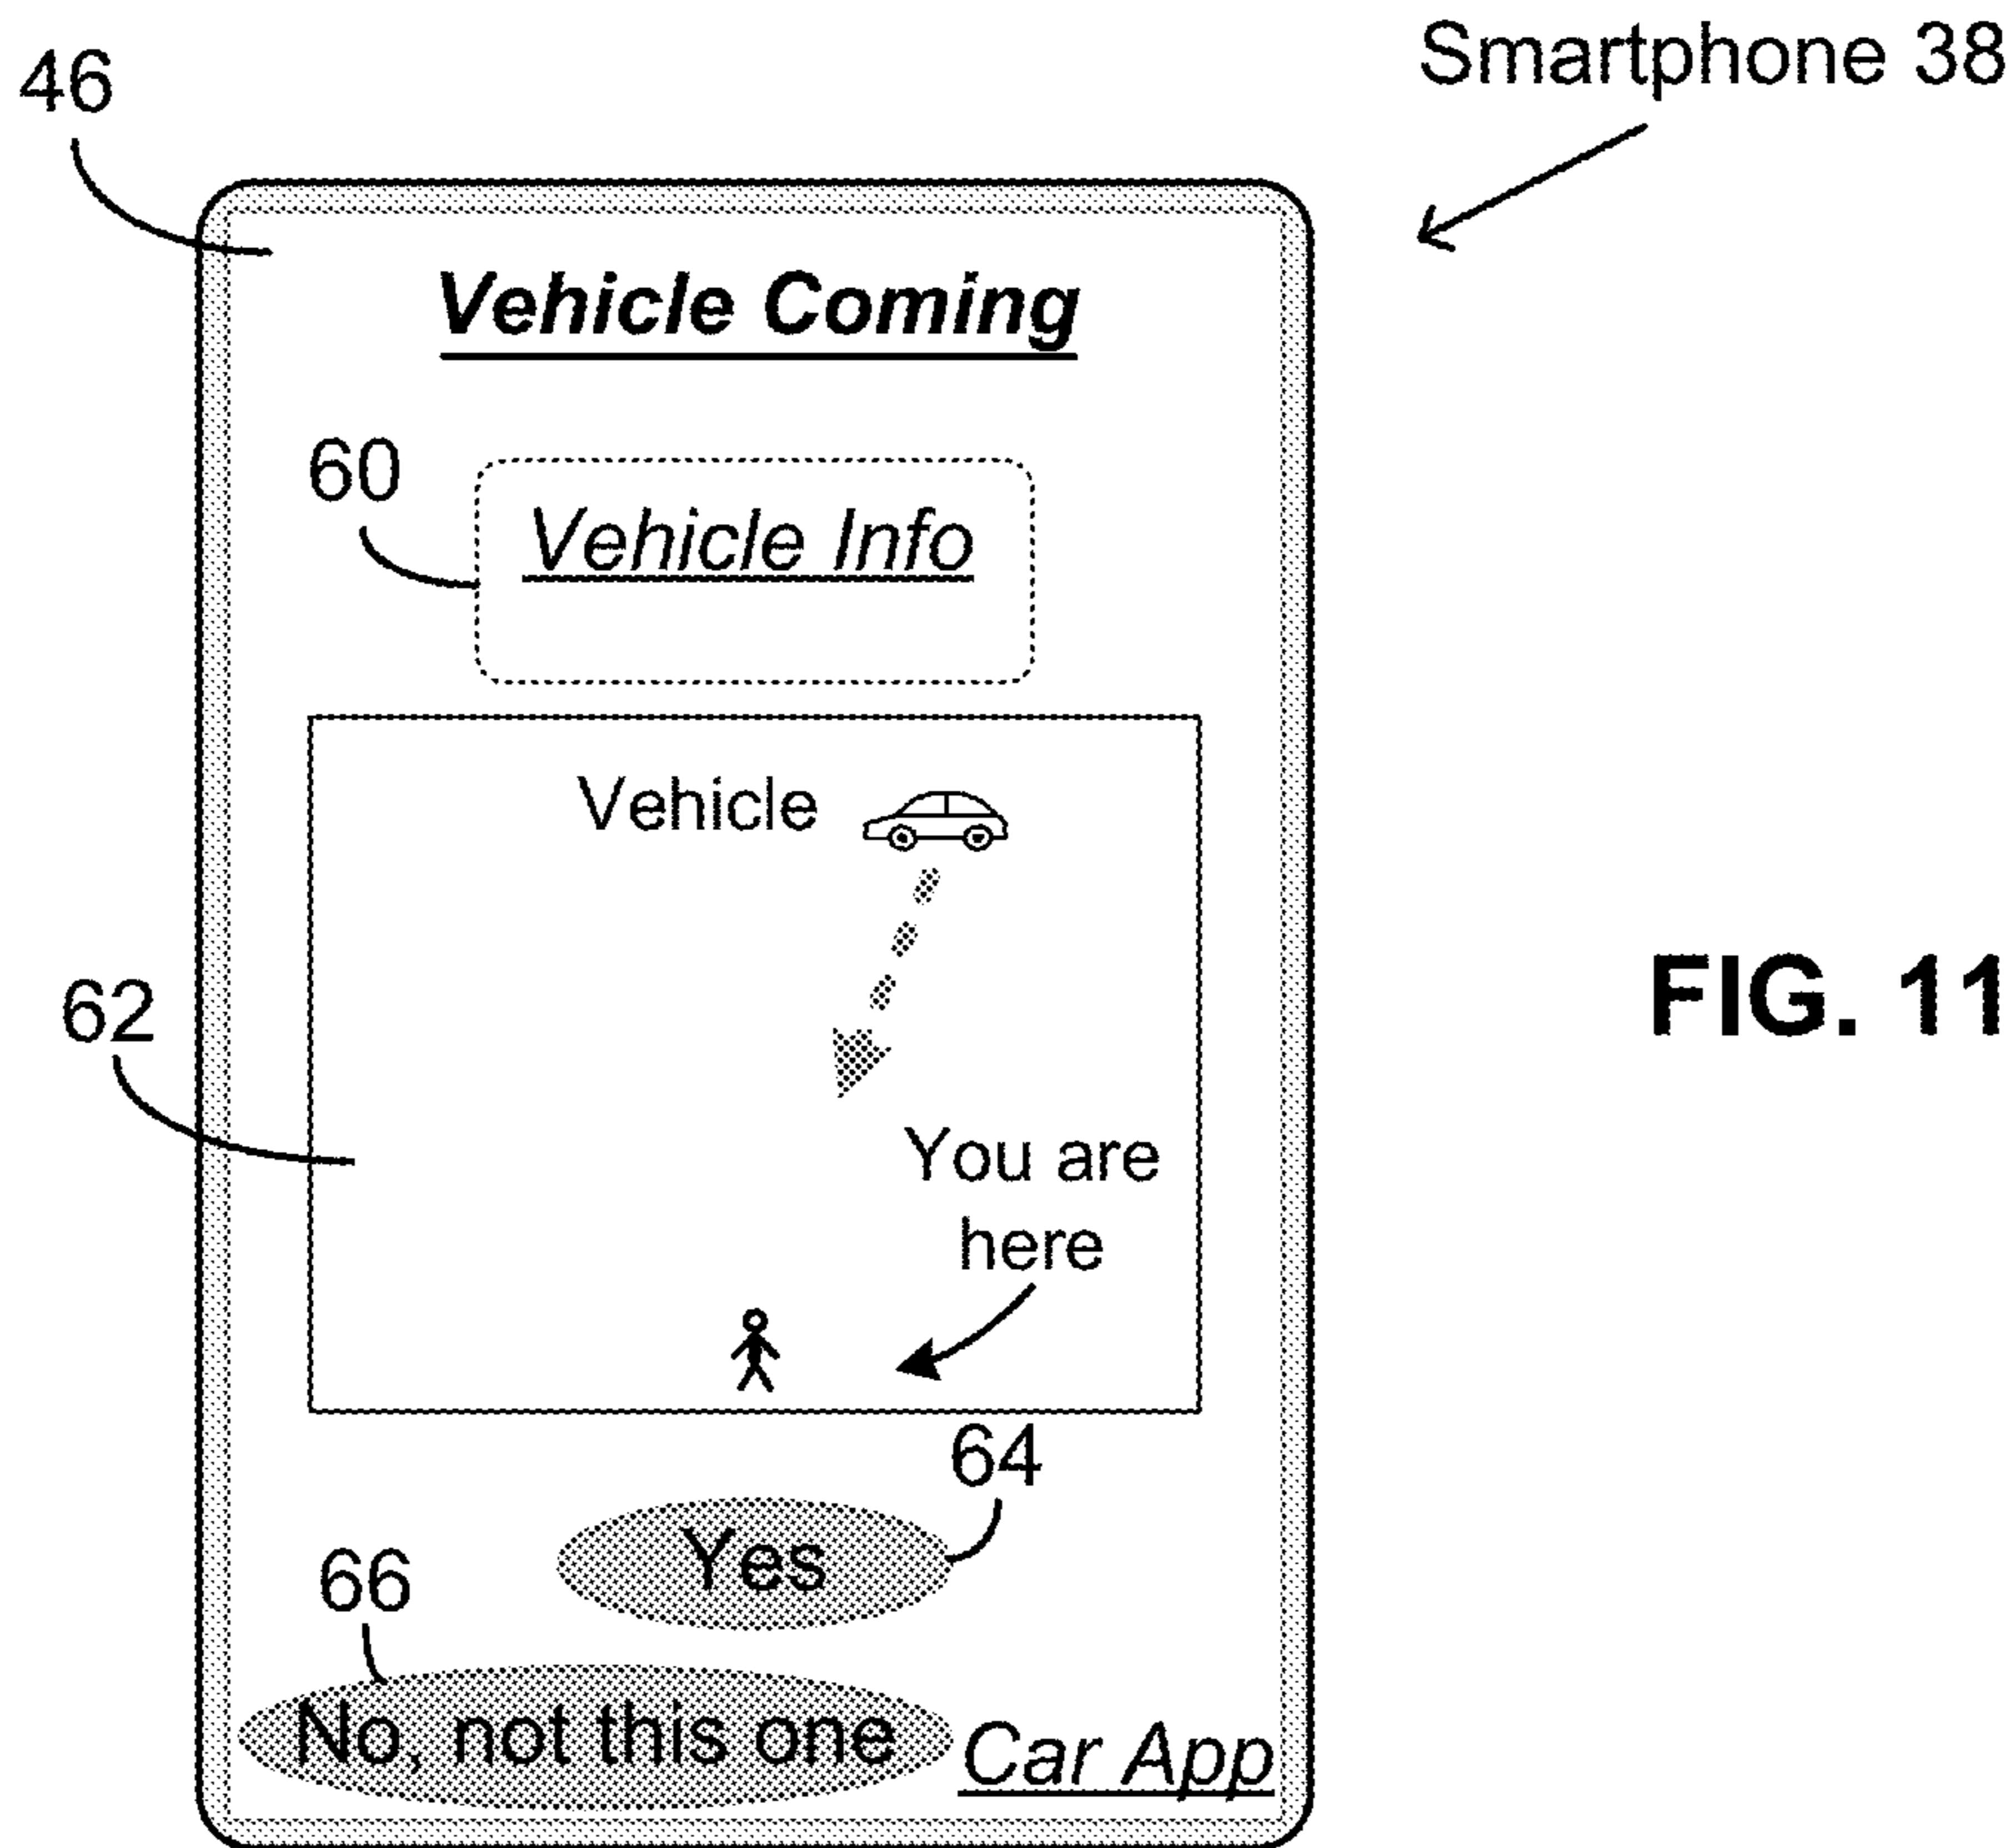 46
Smartphone 38
Vehicle Coming
60
Vehicle Info
Vehicle
62
FIG. 11
You are
here
64
Yes
66
No, not this one
Car App